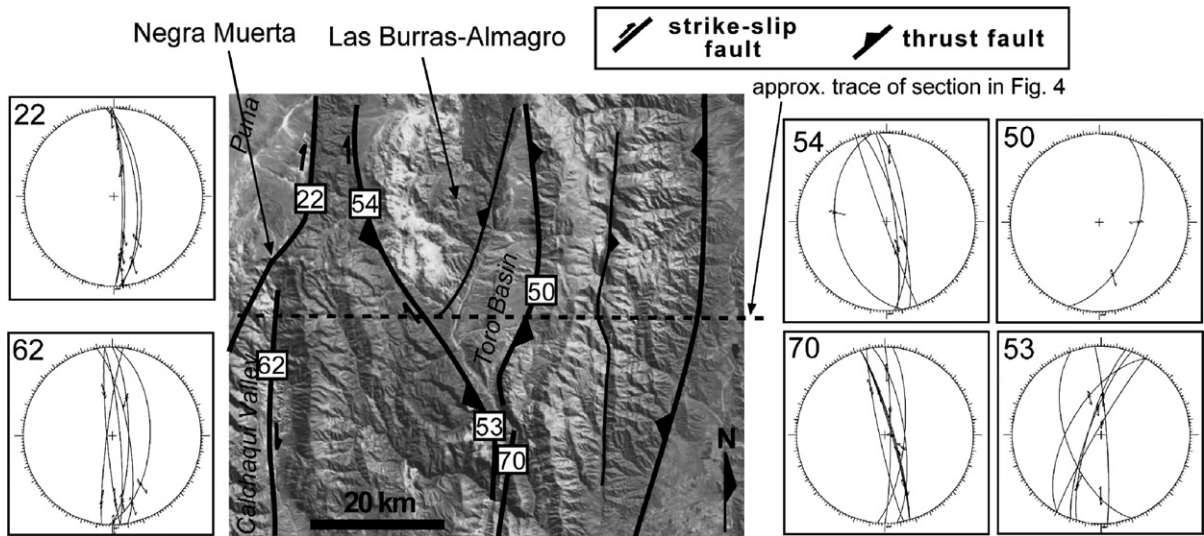 Negra Muerta
Las Burras-Almagro
strike-slip
fault
thrust fault
approx. trace of section in Fig. 4
22
Puna
54
50
22
54
Toro Basin
50
62
62
Calchaqui Valley
70
53
53
70
N
20 km